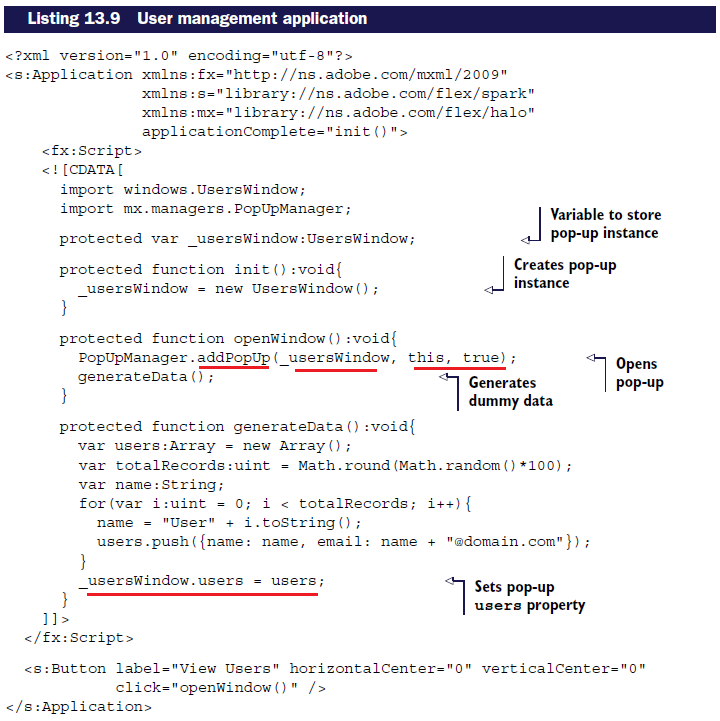 Listing 13.9 User management application
<?xml version="1.0" encoding="utf-8"?>
<s:Application xmlns:fx="http://ns.adobe.com/mxml/2009"
xmlns:s="library://ns.adobe.com/flex/spark"
xmlns:mx="library://ns.adobe.com/flex/halo"
applicationComplete="init()">
<fx:Script>
<![CDATA[
import windows.UsersWindow;
import mx.managers.PopUpManager;
Variable to store
pop-up instance
protected var _usersWindow:UsersWindow;
protected function init():void{
Creates pop-up
instance
_usersWindow = new UsersWindow();
}
protected function openWindow():void{
PopUpManager.addPopUp(_usersWindow, this, true);
Opens
pop-up
generateData();
Generates
dummy data
}
protected function generateData():void{
var users:Array = new Array();
var totalRecords:uint = Math.round(Math.random()*100);
var name:String;
for(var i:uint = 0; i < totalRecords; i++){
name = "User" + i.toString();
users.push({name: name, email: name + "@domain.com"});
}
_usersWindow.users = users;
Sets pop-up
users property
}
]]>
</fx:Script>
<s:Button label="View Users" horizontalCenter="0" verticalCenter="0"
click="openWindow()" />
</s:Application>